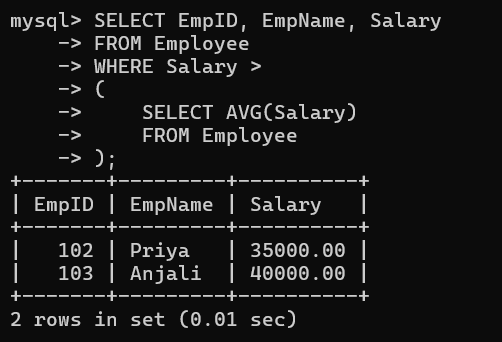 mysql> SELECT EmpID, EmpName, Salary
    -> FROM Employee
    -> WHERE Salary >
    -> (
    ->     SELECT AVG(Salary)
    ->     FROM Employee
    -> );
+-------+---------+----------+
| EmpID | EmpName | Salary   |
+-------+---------+----------+
|   102 | Priya   | 35000.00 |
|   103 | Anjali  | 40000.00 |
+-------+---------+----------+
2 rows in set (0.01 sec)